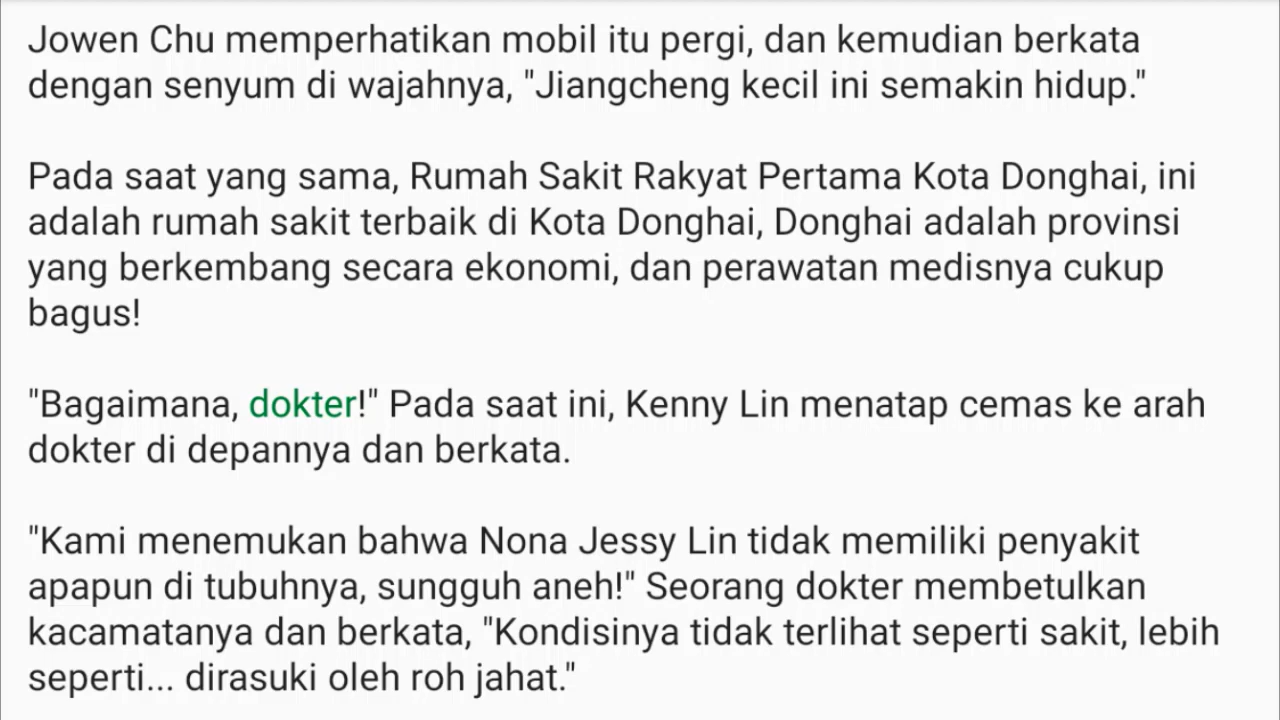 Jowen Chu memperhatikan mobil itu pergi, dan kemudian berkata
dengan senyum di wajahnya, "Jiangcheng kecil ini semakin hidup."
Pada saat yang sama, Rumah Sakit Rakyat Pertama Kota Donghai, ini
adalah rumah sakit terbaik di Kota Donghai, Donghai adalah provinsi
yang berkembang secara ekonomi, dan perawatan medisnya cukup
bagus!
"Bagaimana, dokter!" Pada saat ini, Kenny Lin menatap cemas ke arah
dokter di depannya dan berkata.
"Kami menemukan bahwa Nona Jessy Lin tidak memiliki penyakit
apapun di tubuhnya, sungguh aneh!" Seorang dokter membetulkan
kacamatanya dan berkata, "Kondisinya tidak terlihat seperti sakit, lebih
seperti... dirasuki oleh roh jahat."